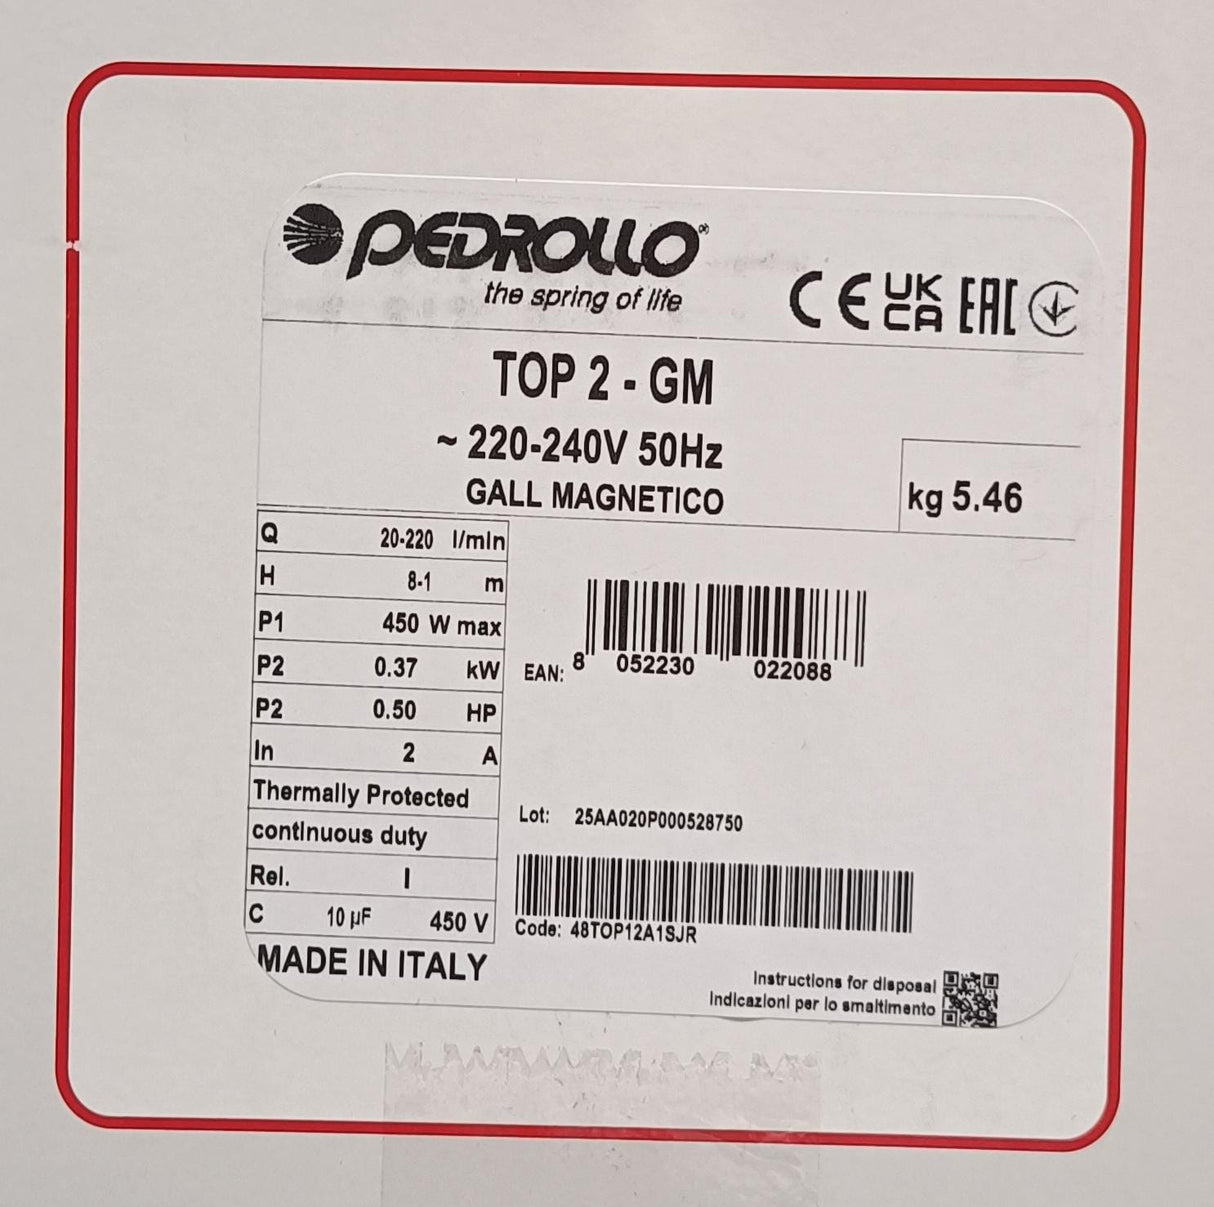 PEDROLLO®
the spring of life
CE UK CA EAC
TOP 2 - GM
~ 220-240V 50Hz
GALL MAGNETICO
kg 5.46
Q 20-220 l/min
H 8-1 m
P1 450 W max
P2 0.37 kW
P2 0.50 HP
In 2 A
Thermally Protected
continuous duty
Rel. I
C 10 µF 450 V
MADE IN ITALY
EAN: 8 052230 022088
Lot: 25AA020P000528750
Code: 48TOP12A1SJR
Instructions for disposal
Indicazioni per lo smaltimento